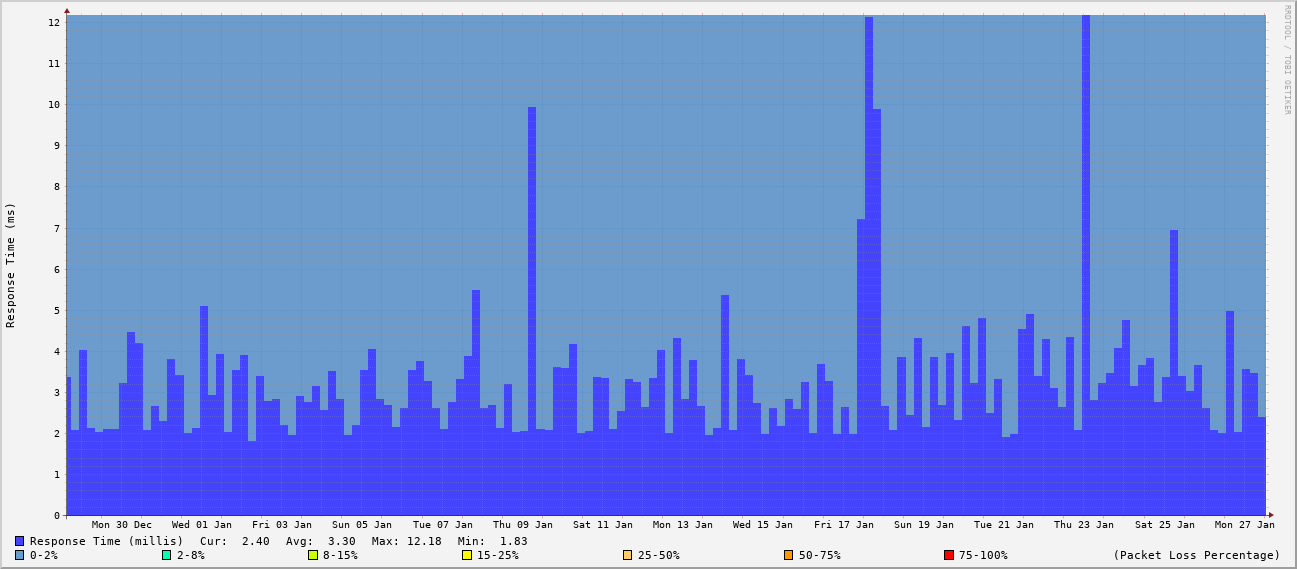 RRDTOOL / TOBI OETIKER
Response Time (ms)
12
11
10
9
8
7
6
5
4
3
2
1
0
Mon 30 Dec Wed 01 Jan Fri 03 Jan Sun 05 Jan Tue 07 Jan Thu 09 Jan Sat 11 Jan Mon 13 Jan Wed 15 Jan Fri 17 Jan Sun 19 Jan Tue 21 Jan Thu 23 Jan Sat 25 Jan Mon 27 Jan
Response Time (millis) Cur: 2.40 Avg: 3.30 Max: 12.18 Min: 1.83
0-2% 2-8% 8-15% 15-25% 25-50% 50-75% 75-100% (Packet Loss Percentage)